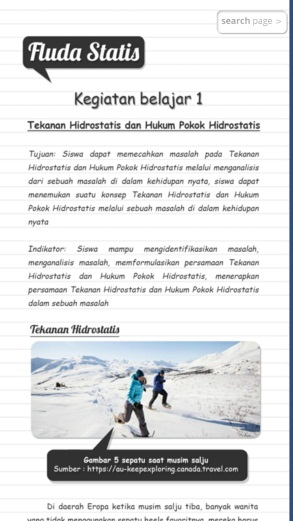 search page >
Fluda Statis
Kegiatan belajar 1
Tekanan Hidrostatis dan Hukum Pokok Hidrostatis
Tujuan: Siswa dapat memecahkan masalah pada Tekanan
Hidrostatis dan Hukum Pokok Hidrostatis melalui menganalisis
dari sebuah masalah di dalam kehidupan nyata, siswa dapat
menemukan suatu konsep Tekanan Hidrostatis dan Hukum
Pokok Hidrostatis melalui sebuah masalah di dalam kehidupan
nyata
Indikator: Siswa mampu mengidentifikasikan masalah,
menganalisis masalah, memformulasikan persamaan Tekanan
Hidrostatis dan Hukum Pokok Hidrostatis, menerapkan
persamaan Tekanan Hidrostatis dan Hukum Pokok Hidrostatis
dalam sebuah masalah
Tekanan Hidrostatis
Gambar 5 sepatu saat musim salju
Sumber : https://au-keepexploring.canada.travel.com
Di daerah Eropa ketika musim salju tiba, banyak wanita
yang tidak menggunakan sepatu heels favoritnya, mereka harus